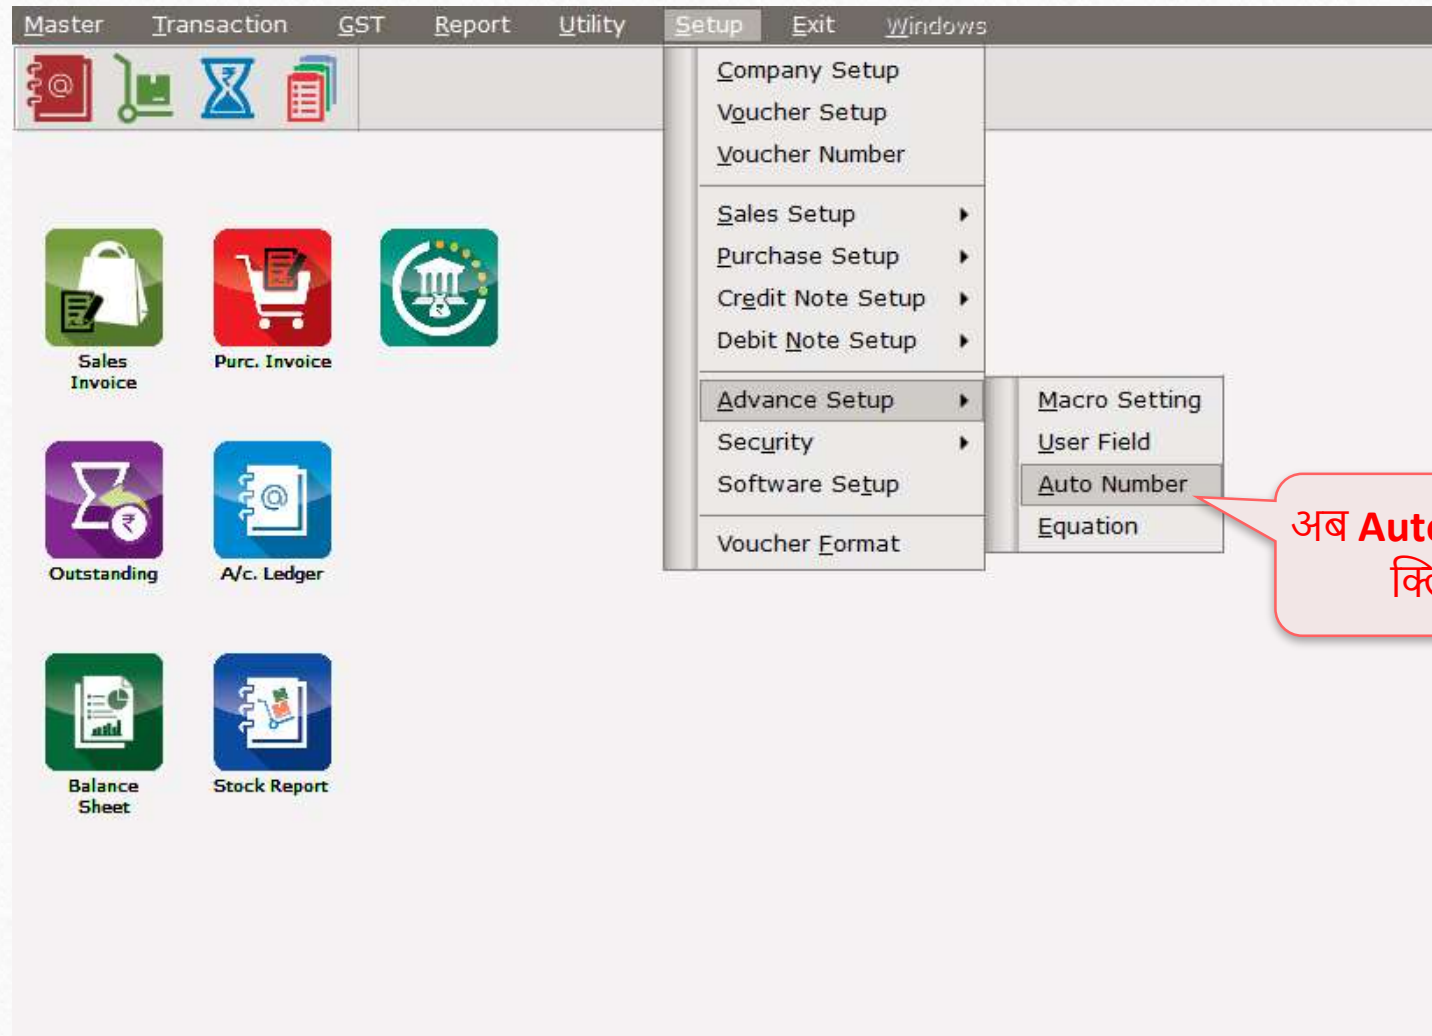 Master Transaction GST Report Utility Setup Exit Windows
Company Setup
Voucher Setup
Voucher Number
Sales Setup
Purchase Setup
Credit Note Setup
Debit Note Setup
Advance Setup
Security
Software Setup
Voucher Format
Macro Setting
User Field
Auto Number
Equation
अब
Sales
Invoice
Purc. Invoice
Outstanding
A/c. Ledger
Balance
Sheet
Stock Report